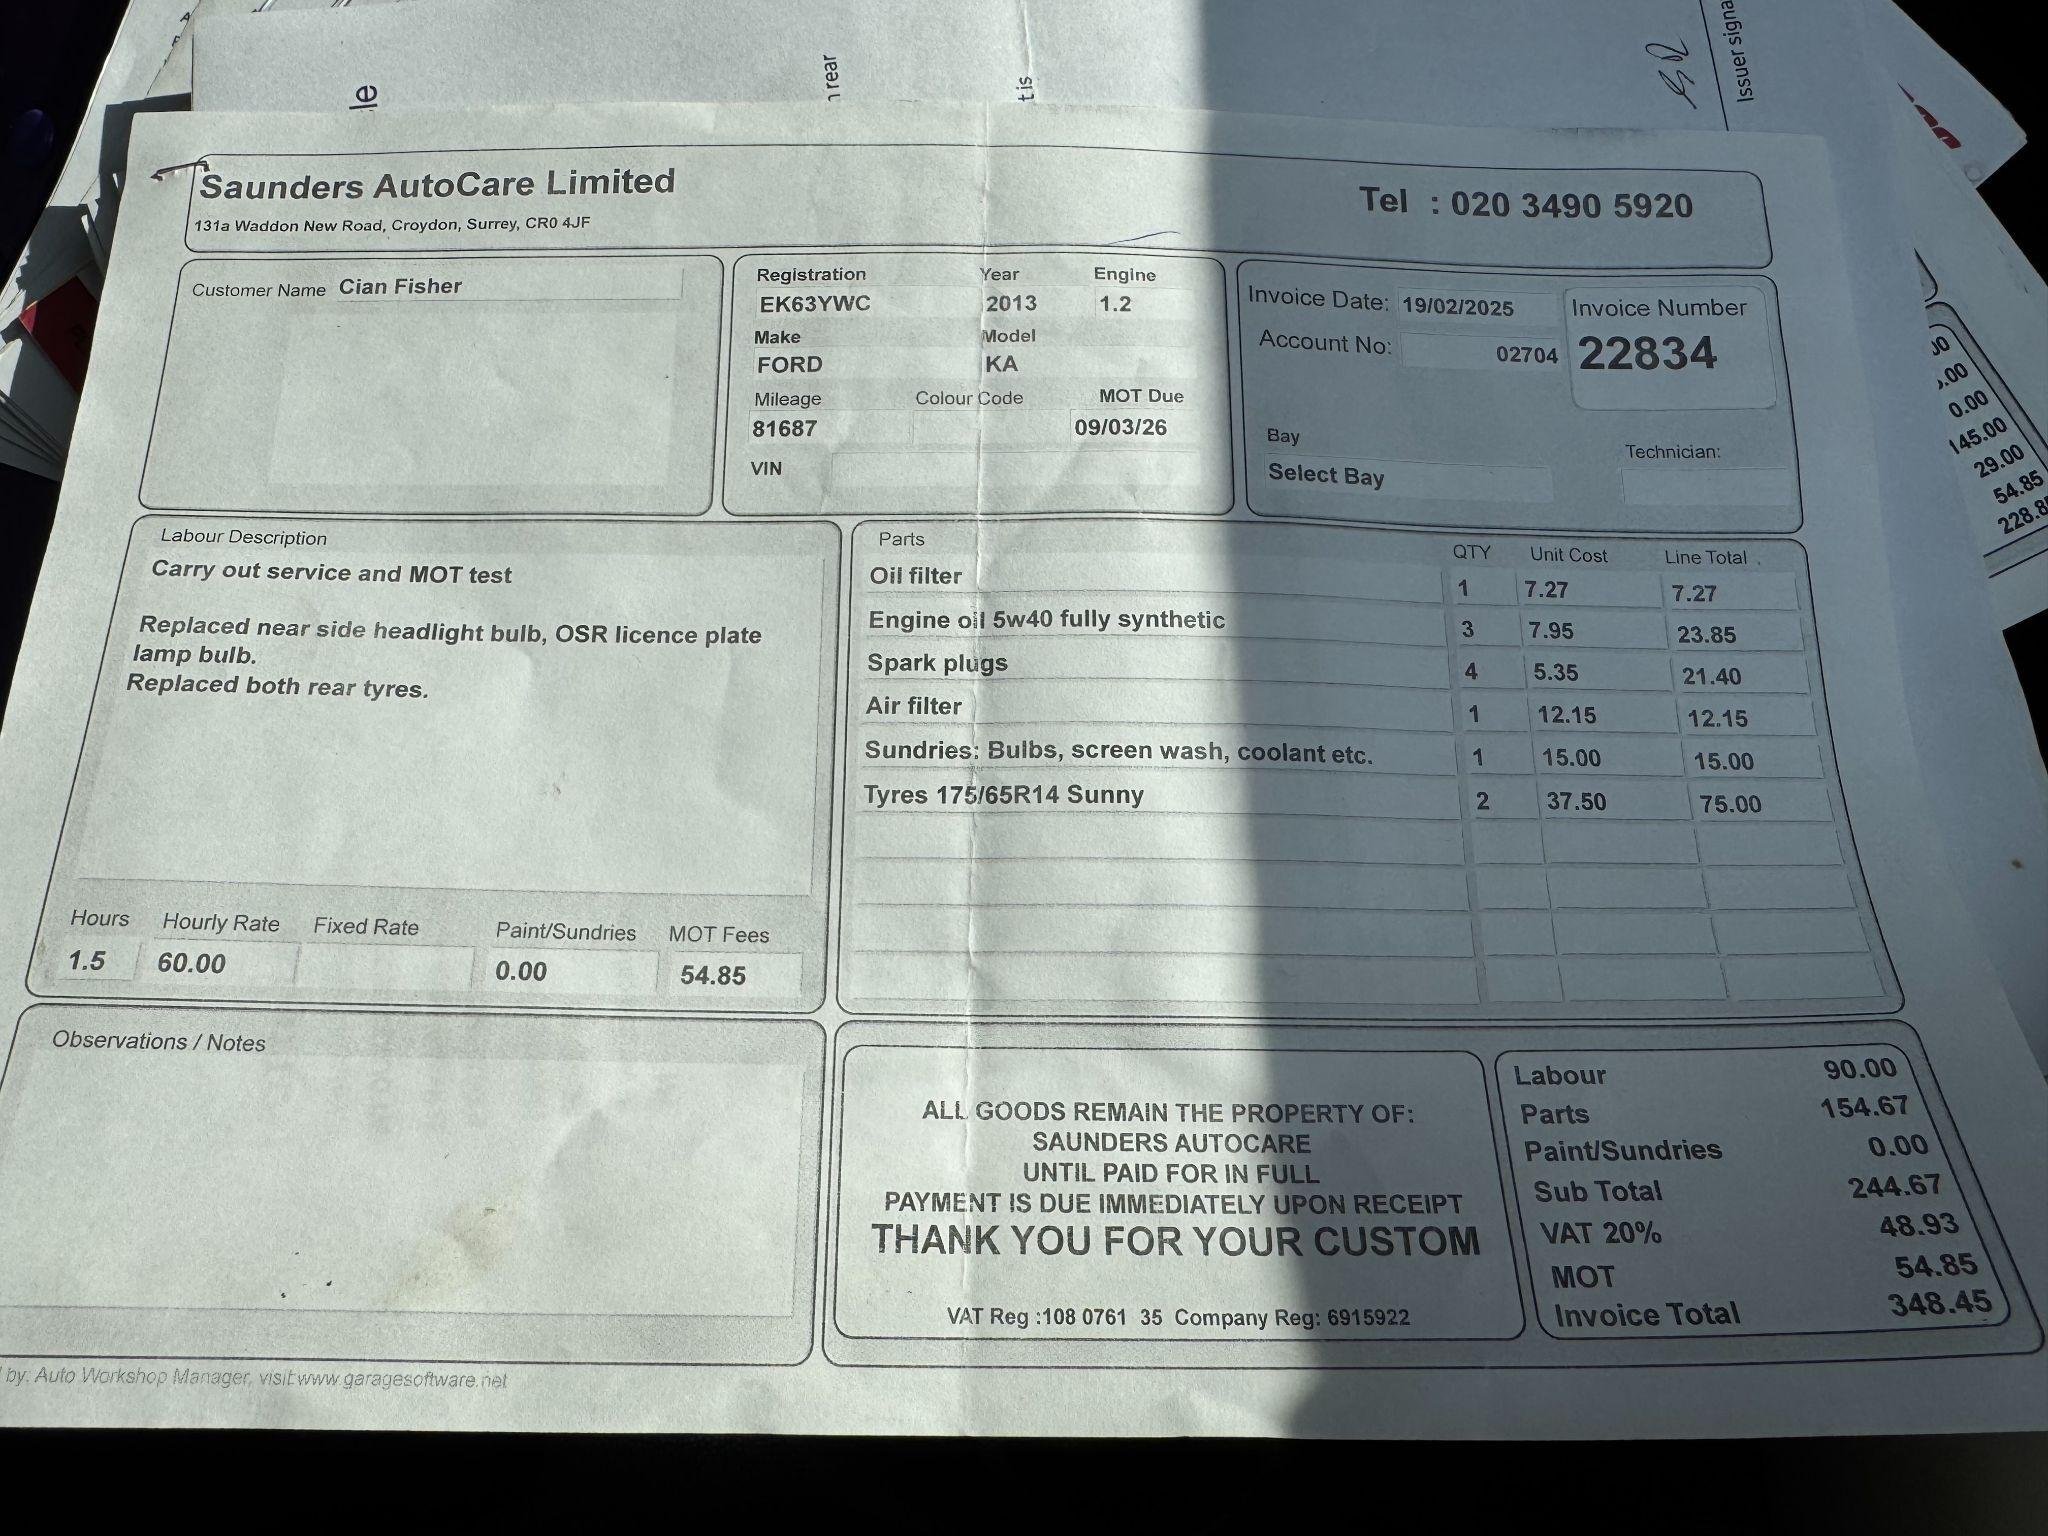 le
n rear
t is
Issuer signa
Saunders AutoCare Limited
131a Waddon New Road, Croydon, Surrey, CR0 4JF
Tel : 020 3490 5920
Customer Name Cian Fisher
Registration Year Engine
EK63YWC 2013 1.2
Make Model
FORD KA
Mileage Colour Code MOT Due
81687 09/03/26
VIN
Invoice Date: 19/02/2025
Account No: 02704
Invoice Number
22834
Bay
Select Bay
Technician:
Labour Description
Carry out service and MOT test
Replaced near side headlight bulb, OSR licence plate
lamp bulb.
Replaced both rear tyres.
Hours Hourly Rate Fixed Rate Paint/Sundries MOT Fees
1.5 60.00 0.00 54.85
Parts QTY Unit Cost Line Total
Oil filter 1 7.27 7.27
Engine oil 5w40 fully synthetic 3 7.95 23.85
Spark plugs 4 5.35 21.40
Air filter 1 12.15 12.15
Sundries: Bulbs, screen wash, coolant etc. 1 15.00 15.00
Tyres 175/65R14 Sunny 2 37.50 75.00
Observations / Notes
ALL GOODS REMAIN THE PROPERTY OF:
SAUNDERS AUTOCARE
UNTIL PAID FOR IN FULL
PAYMENT IS DUE IMMEDIATELY UPON RECEIPT
THANK YOU FOR YOUR CUSTOM
VAT Reg :108 0761 35 Company Reg: 6915922
Labour 90.00
Parts 154.67
Paint/Sundries 0.00
Sub Total 244.67
VAT 20% 48.93
MOT 54.85
Invoice Total 348.45
by: Auto Workshop Manager, visit www.garagesoftware.net
0.00
145.00
29.00
54.85
228.8